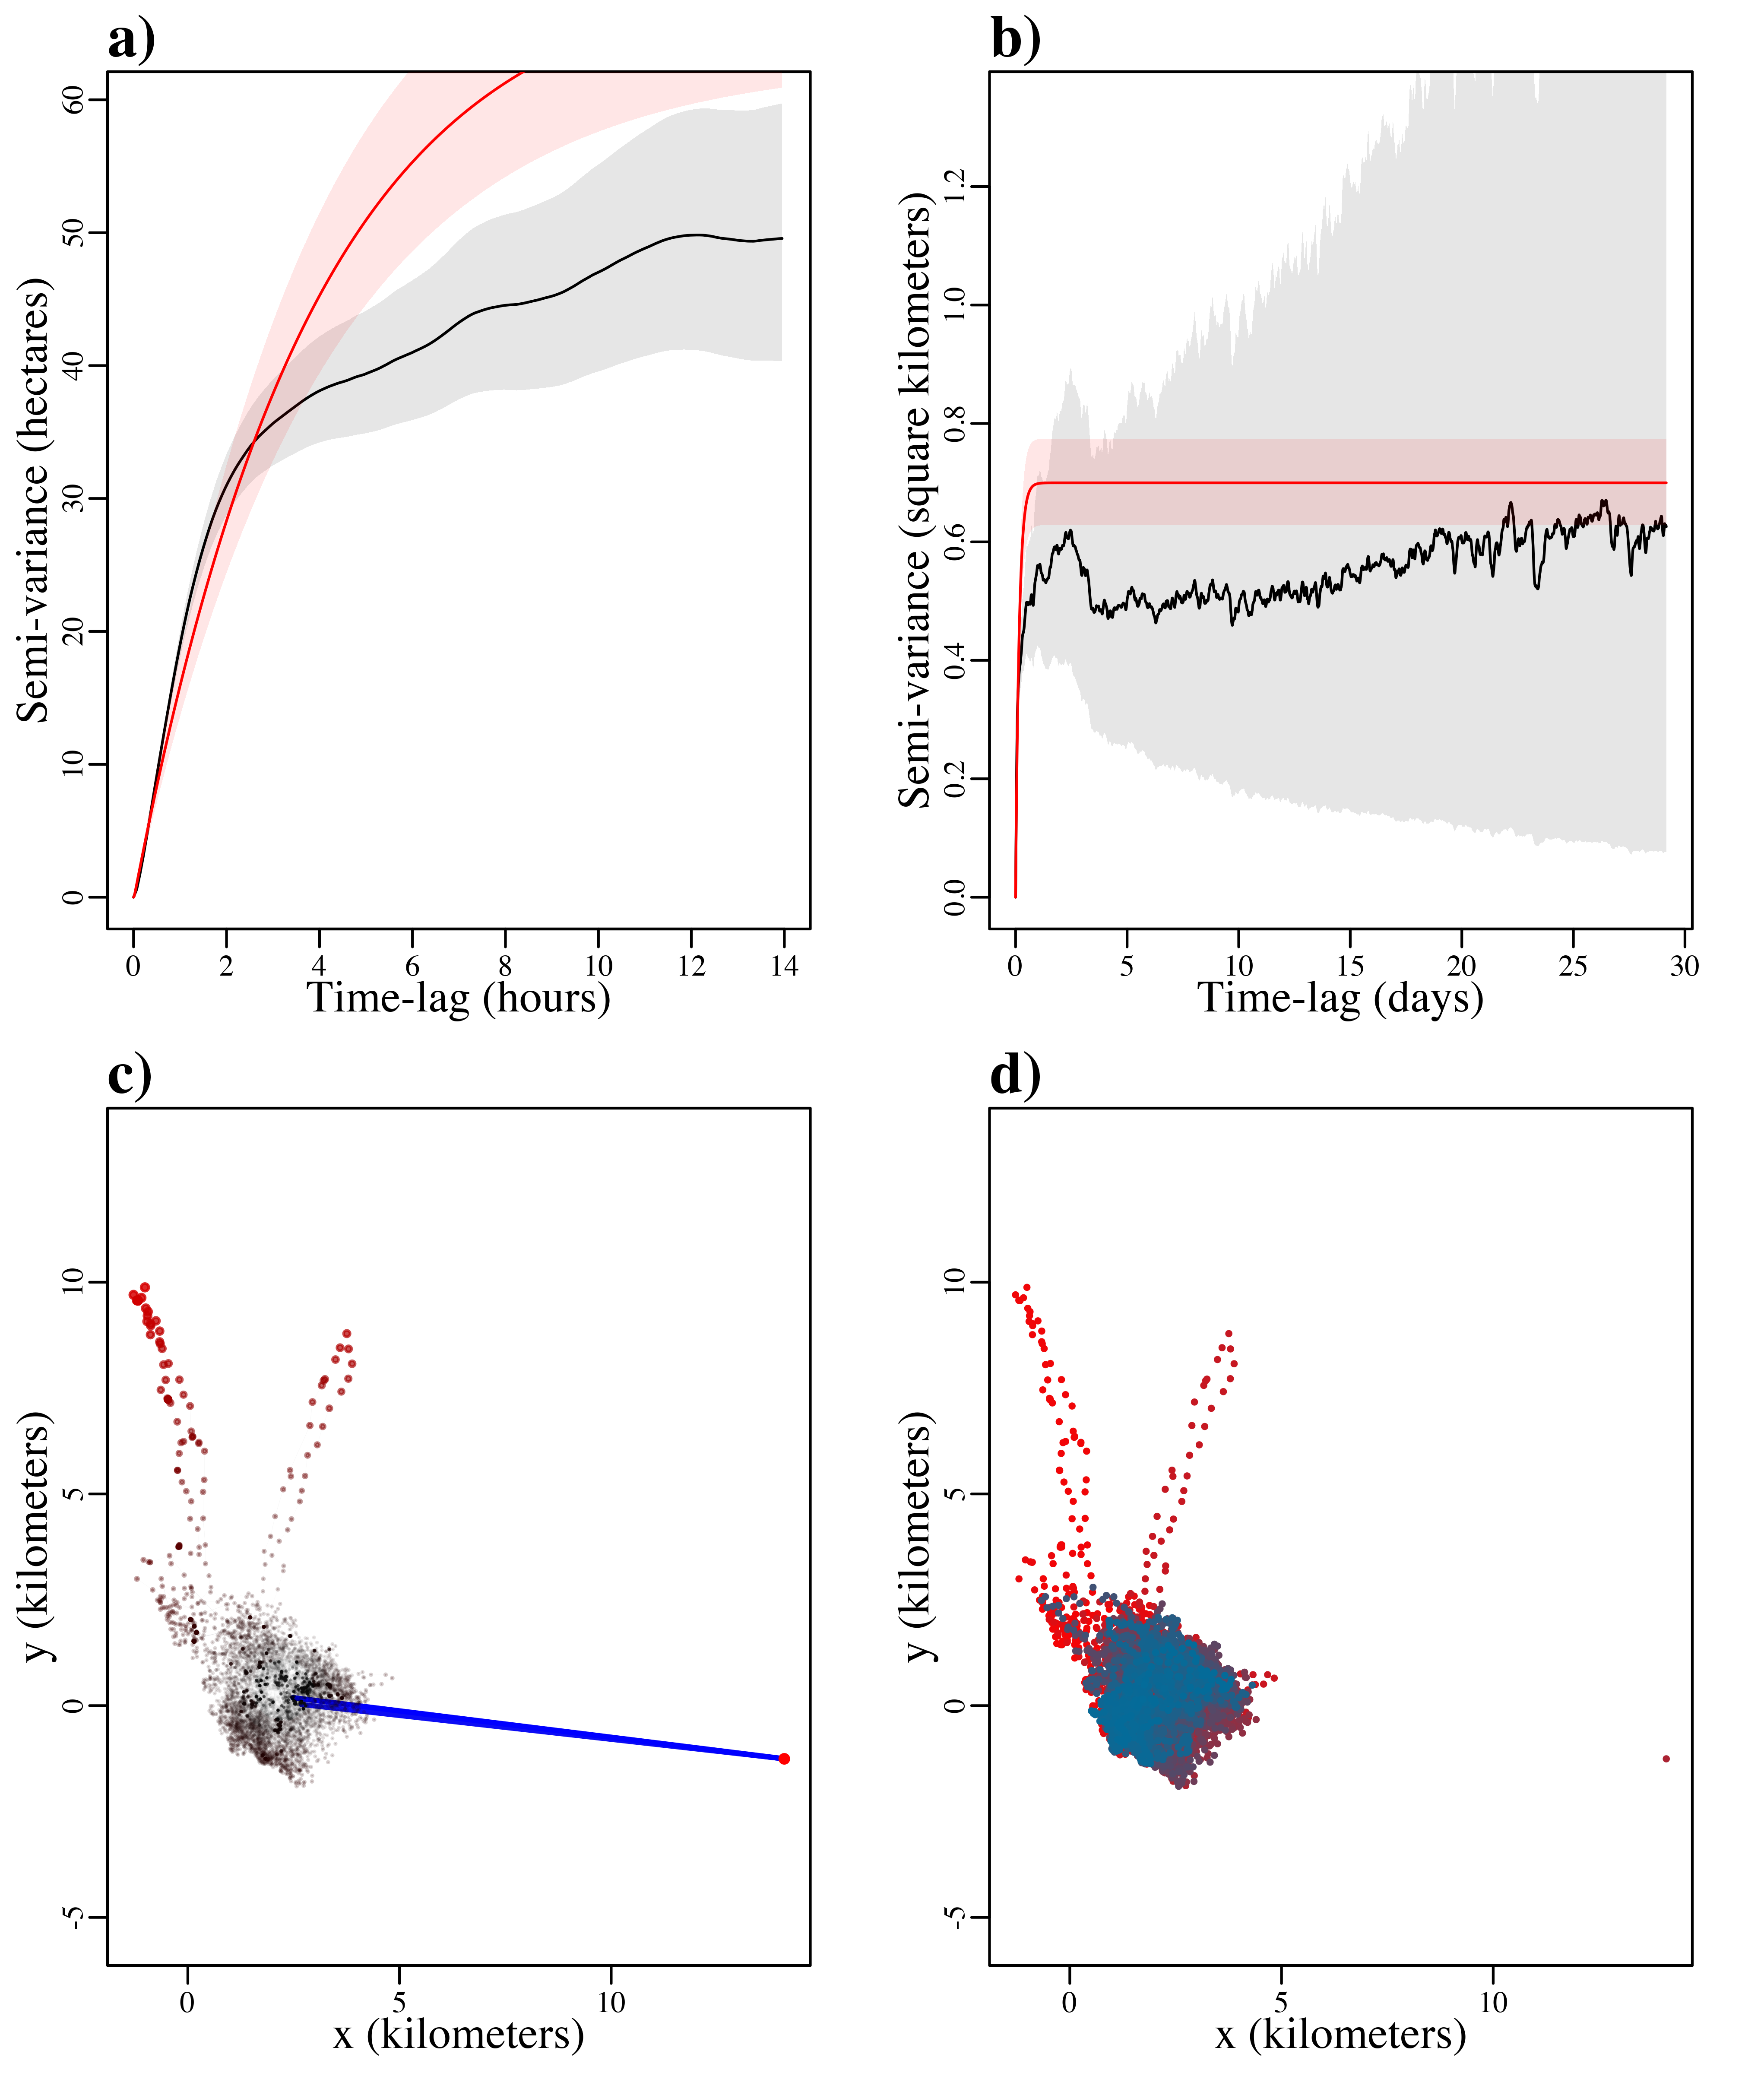 a)
Semi-variance (hectares)
60
50
40
30
20
10
0
0 2 4 6 8 10 12 14
Time-lag (hours)
b)
Semi-variance (square kilometers)
1.2
1.0
0.8
0.6
0.4
0.2
0.0
0 5 10 15 20 25 30
Time-lag (days)
c)
y (kilometers)
10
5
0
-5
0 5 10
x (kilometers)
d)
y (kilometers)
10
5
0
-5
0 5 10
x (kilometers)